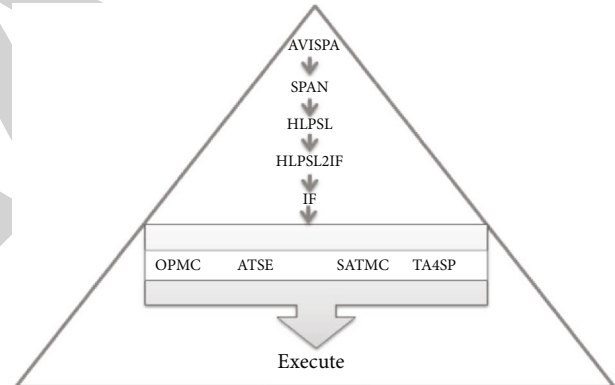 AVISPA
SPAN
HLPSL
HLPSL2IF
IF
OPMC ATSE SATMC TA4SP
Execute